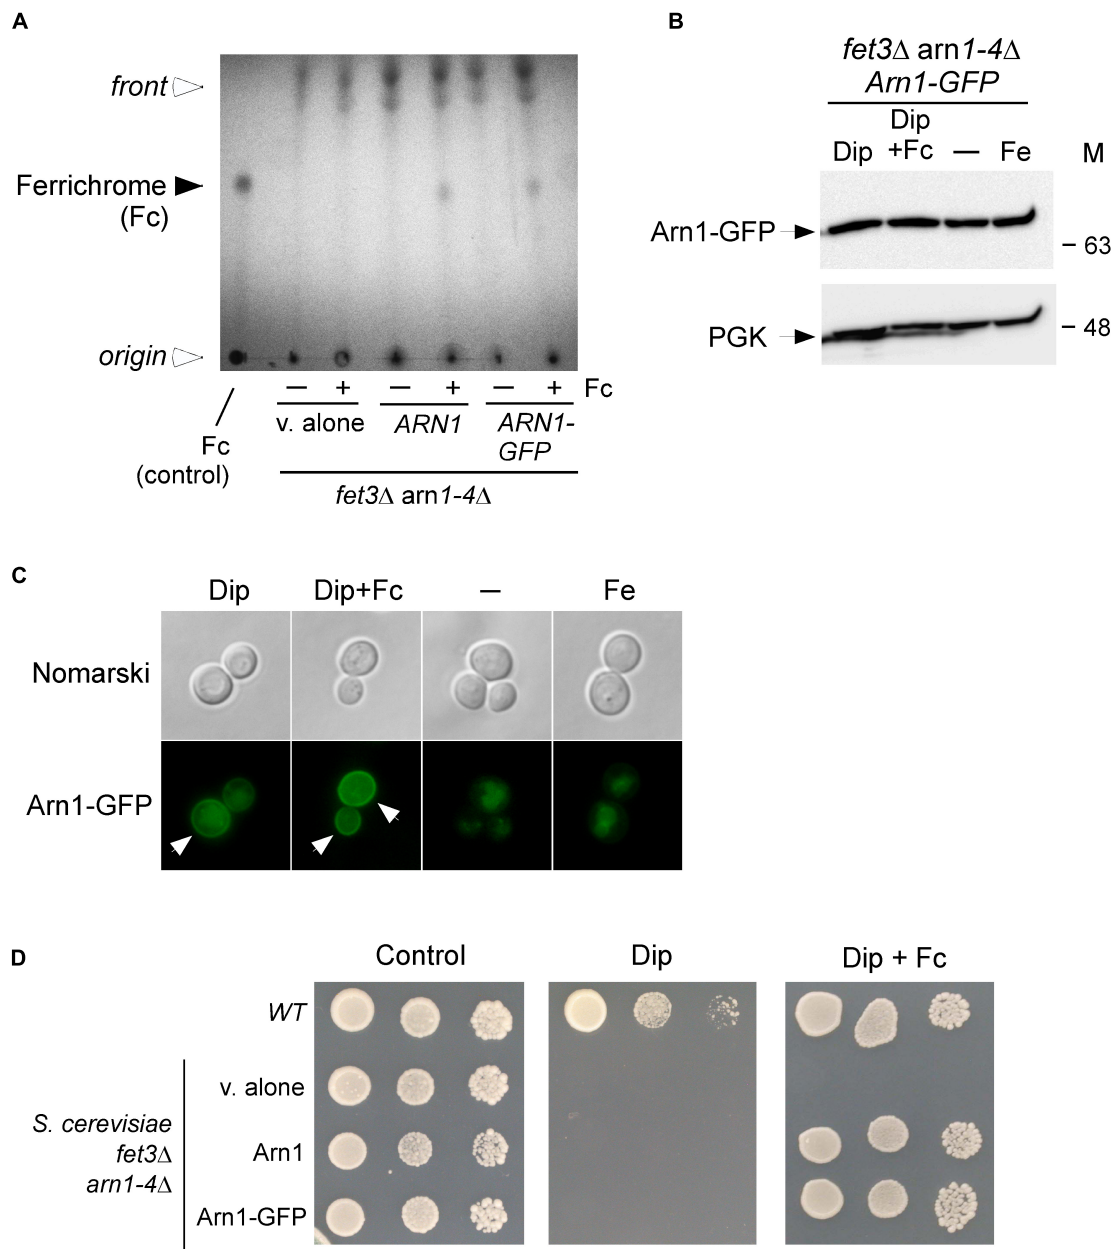 A
front
Ferrichrome
(Fc)
origin
— + — + — + Fc
v. alone ARN1 ARN1-
GFP
Fc
(control)
fet3Δ arn1-4Δ
B
fet3Δ arn1-4Δ
Arn1-GFP
Dip
Dip +Fc — Fe M
Arn1-GFP
– 63
PGK
– 48
C
Dip Dip+Fc — Fe
Nomarski
Arn1-GFP
D
Control Dip Dip + Fc
WT
v. alone
S. cerevisiae
fet3Δ
arn1-4Δ
Arn1
Arn1-GFP